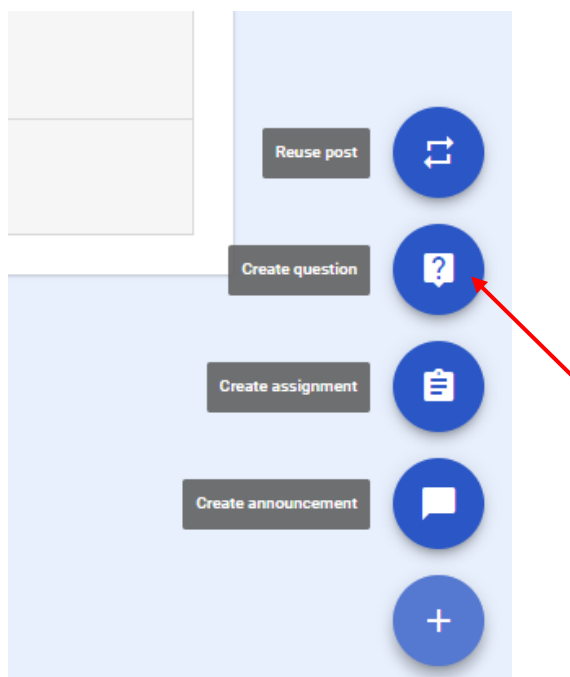 Reuse post
Create question
Create assignment
Create announcement